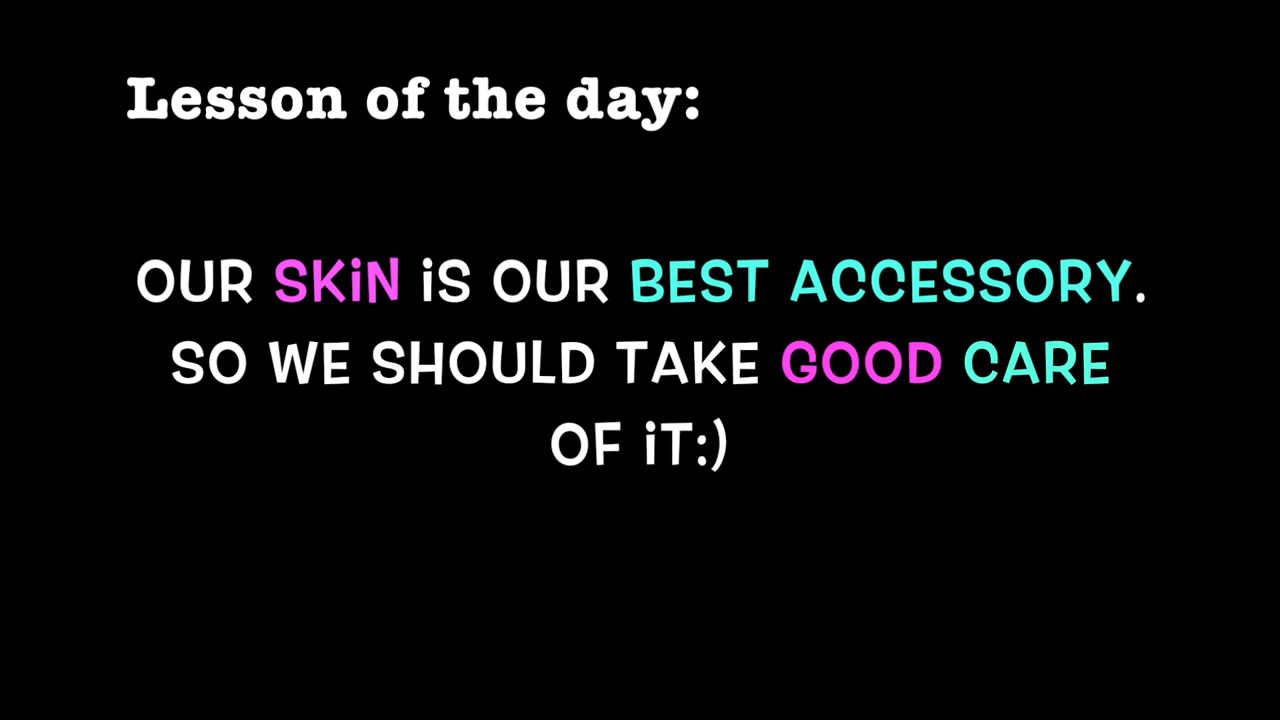 Lesson of the day:
OUR SKiN iS OUR BEST ACCESSORY.
SO WE SHOULD TAKE GOOD CARE
OF iT:)